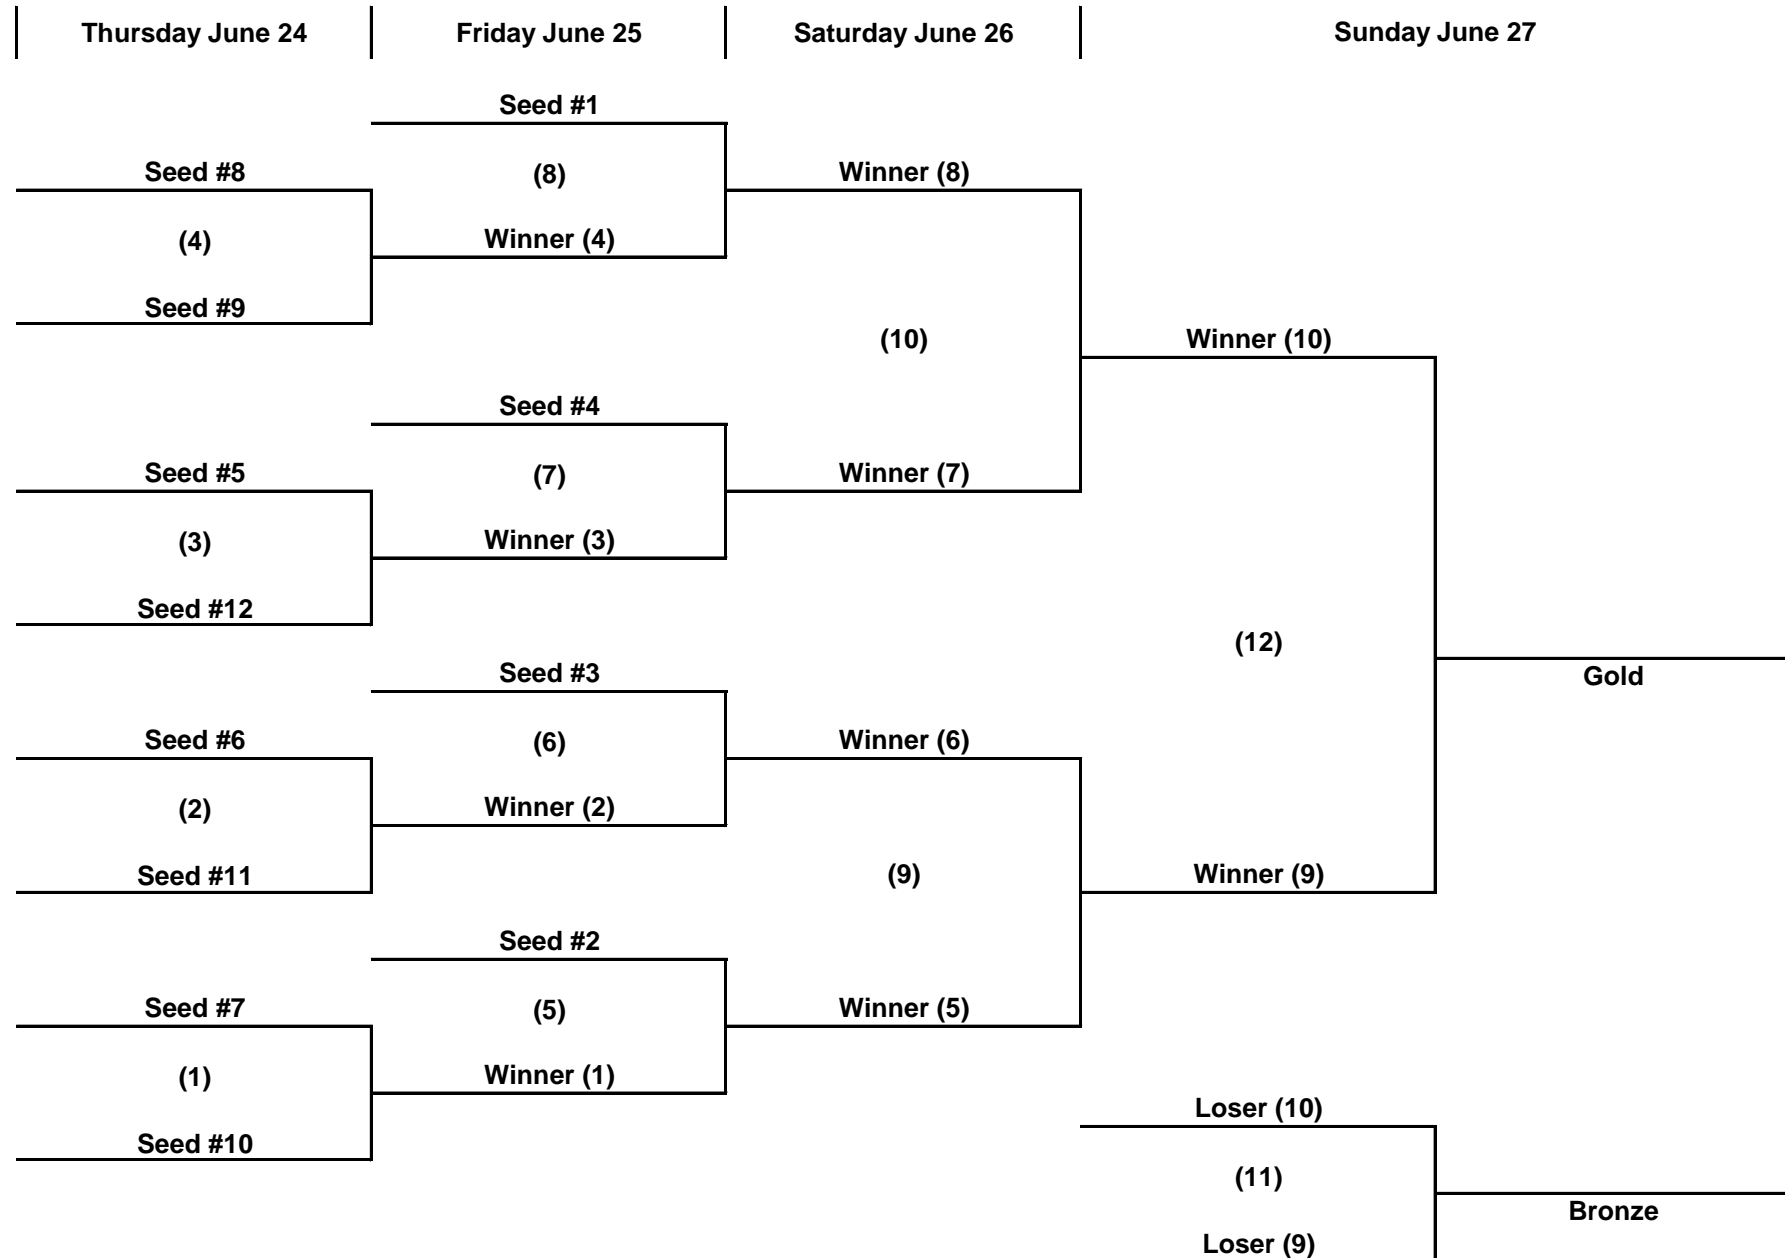 Thursday June 24
Friday June 25
Saturday June 26
Sunday June 27
Seed #1
Seed #8
(8)
Winner (8)
(4)
Winner (4)
Seed #9
(10)
Winner (10)
Seed #4
Seed #5
(7)
Winner (7)
(3)
Winner (3)
Seed #12
(12)
Seed #3
Gold
Seed #6
(6)
Winner (6)
(2)
Winner (2)
Seed #11
(9)
Winner (9)
Seed #2
Seed #7
(5)
Winner (5)
(1)
Winner (1)
Loser (10)
Seed #10
(11)
Bronze
Loser (9)